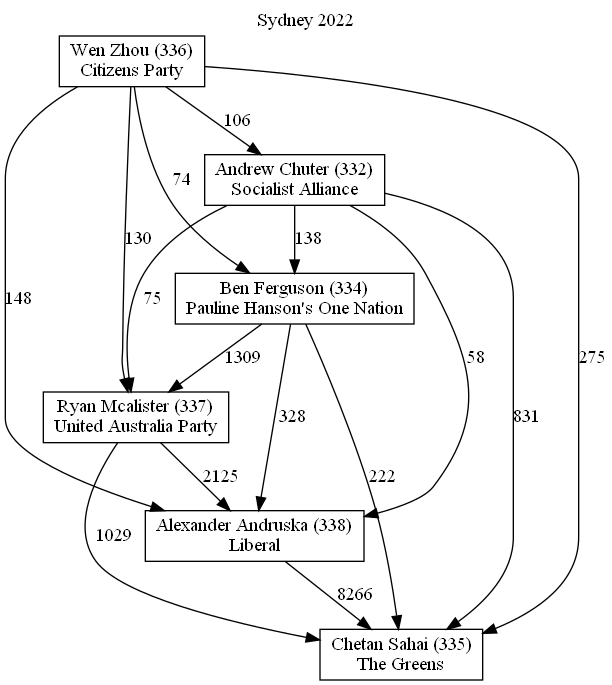 Sydney 2022
Wen Zhou (336)
Citizens Party
106
Andrew Chuter (332)
Socialist Alliance
74
130
138
148
75
Ben Ferguson (334)
Pauline Hanson's One Nation
1309
58
275
Ryan Mcalister (337)
United Australia Party
328
831
2125
222
1029
Alexander Andruska (338)
Liberal
8266
Chetan Sahai (335)
The Greens